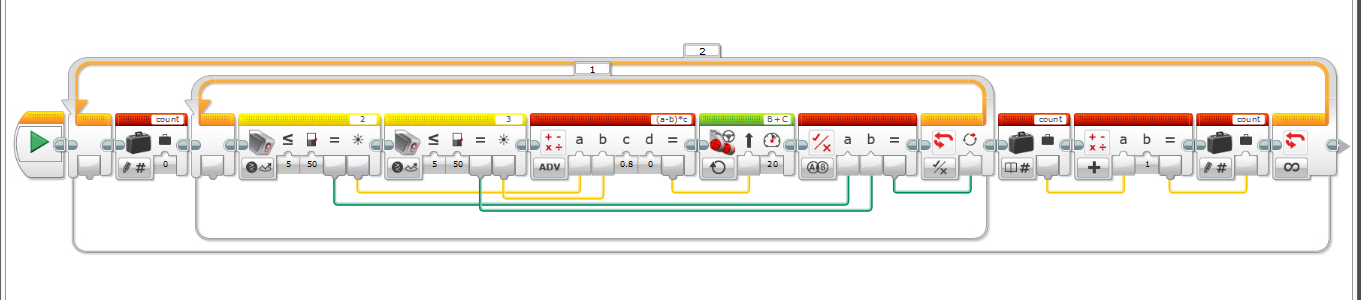 2
1
count
2
3
(a-b)*c
B + C
count
count
≤ =
≤ =
a b c d =
a b =
a b =
#
0
5 50
5 50
ADV
0.8 0
20
A B
#
1
#
∞